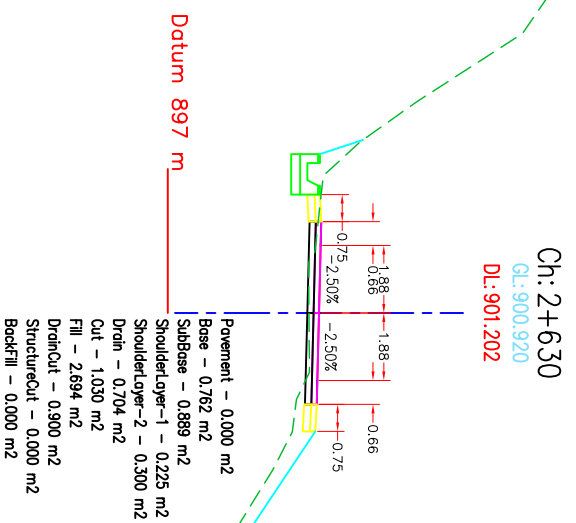 Ch: 2+630
GL: 900.920
DL: 901.202
1.88
1.88
0.66
0.66
0.75
0.75
-2.50%
-2.50%
Datum 897 m
Pavement - 0.000 m2
Base - 0.762 m2
SubBase - 0.889 m2
ShoulderLayer-1 - 0.225 m2
ShoulderLayer-2 - 0.300 m2
Drain - 0.704 m2
Cut - 1.030 m2
Fill - 2.694 m2
DrainCut - 0.900 m2
StructureCut - 0.000 m2
BackFill - 0.000 m2